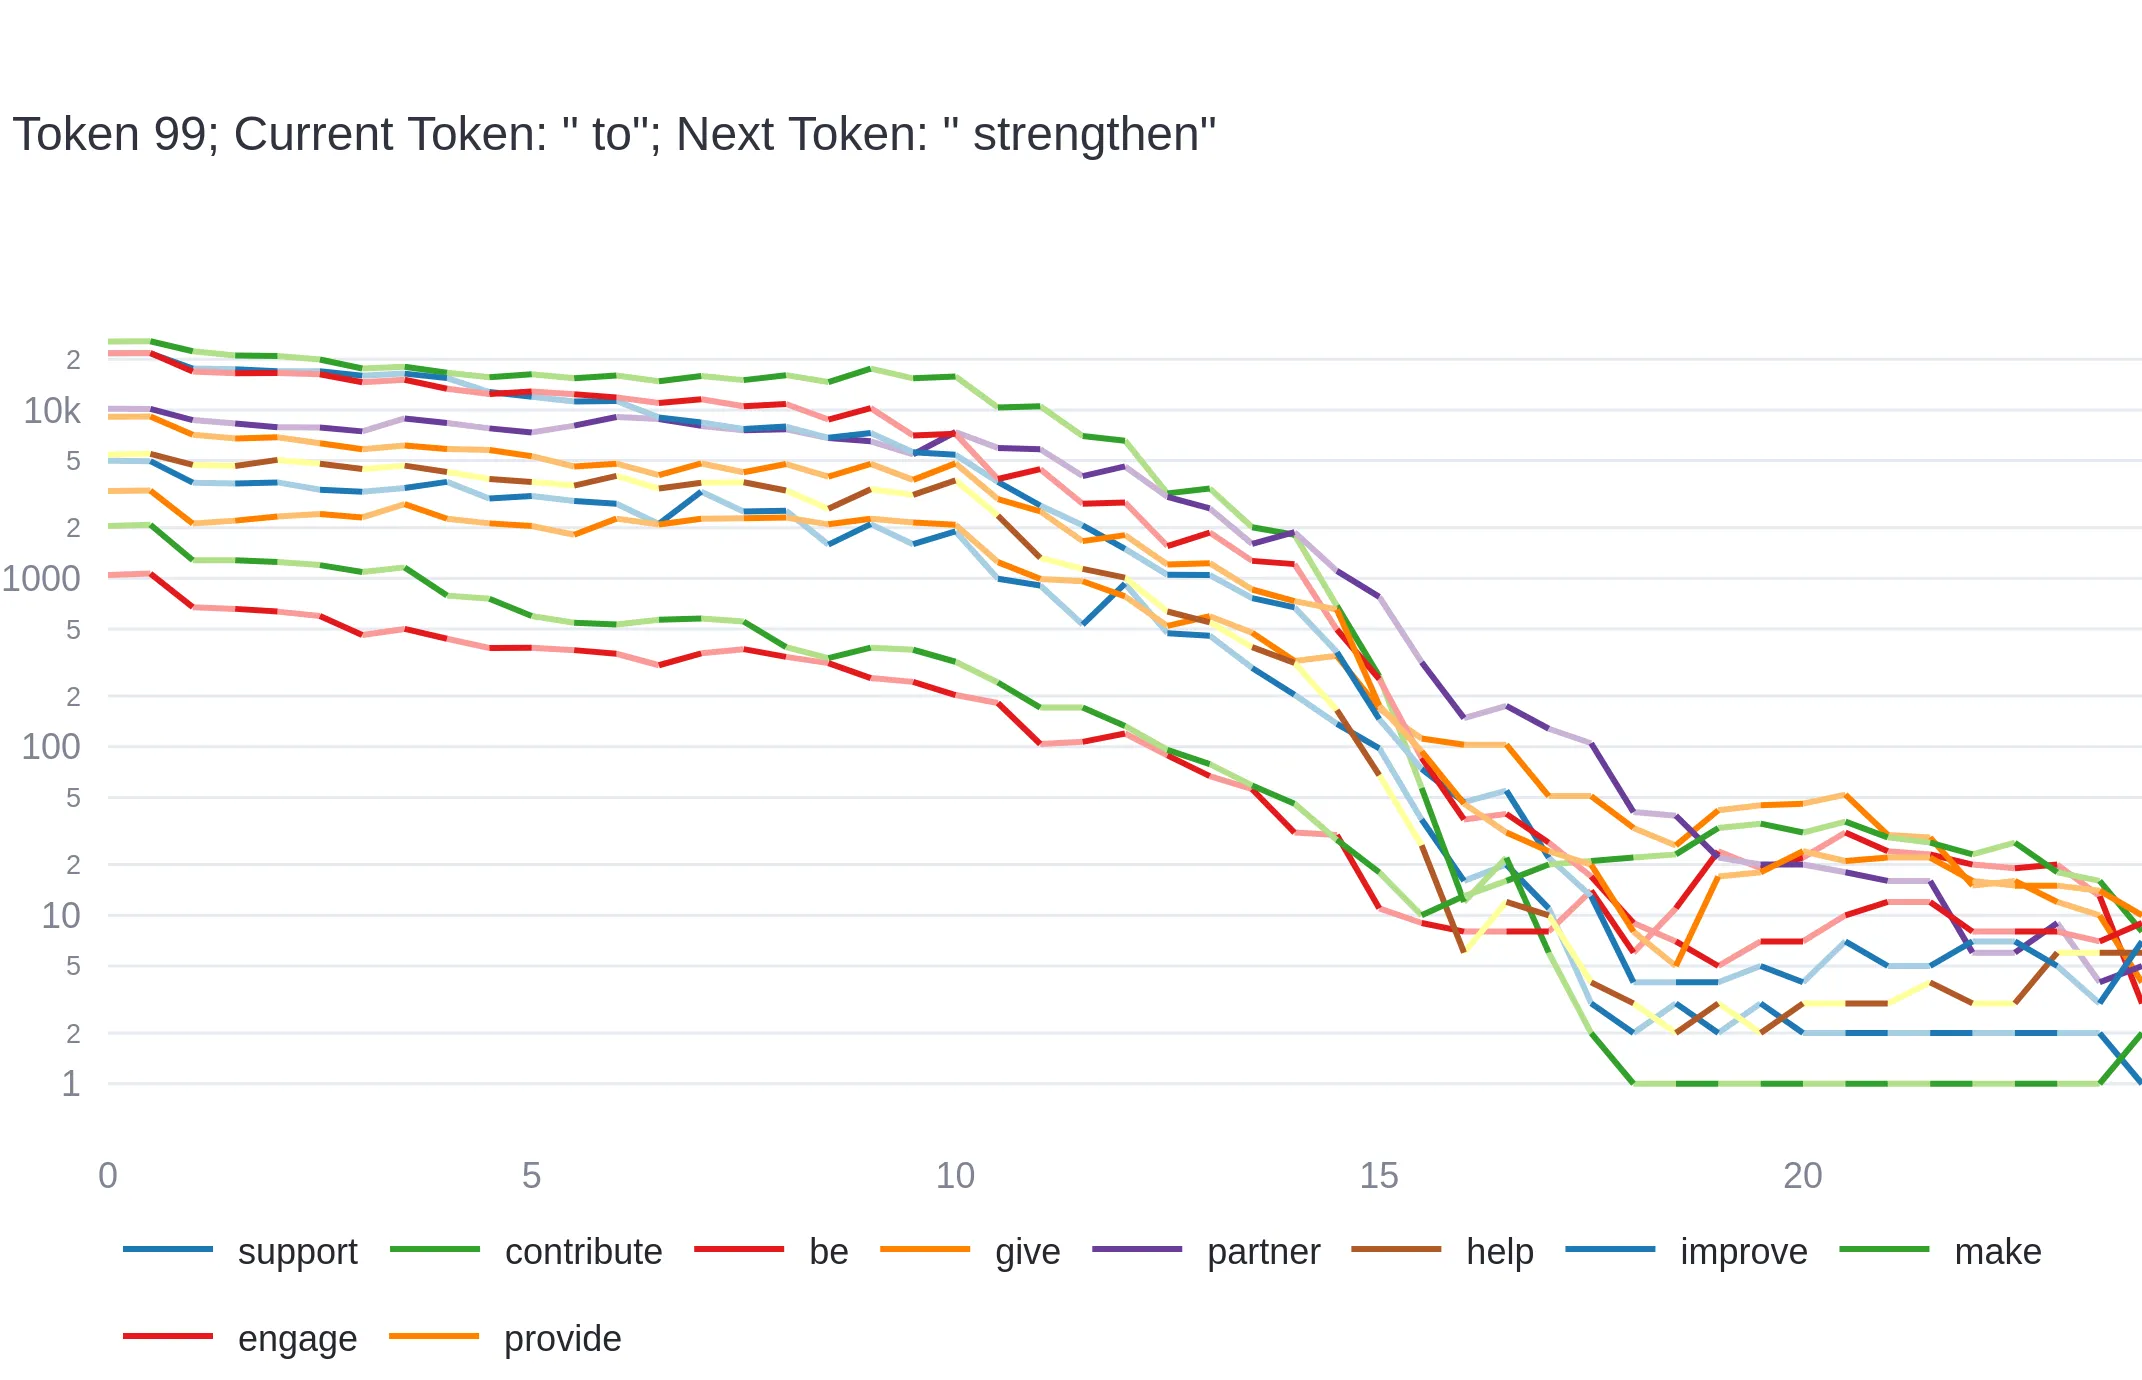 Token 99; Current Token: " to"; Next Token: " strengthen"
2
10k
5
2
1000
5
2
100
5
2
10
5
2
1
0 5 10 15 20
support contribute be give partner help improve make
engage provide